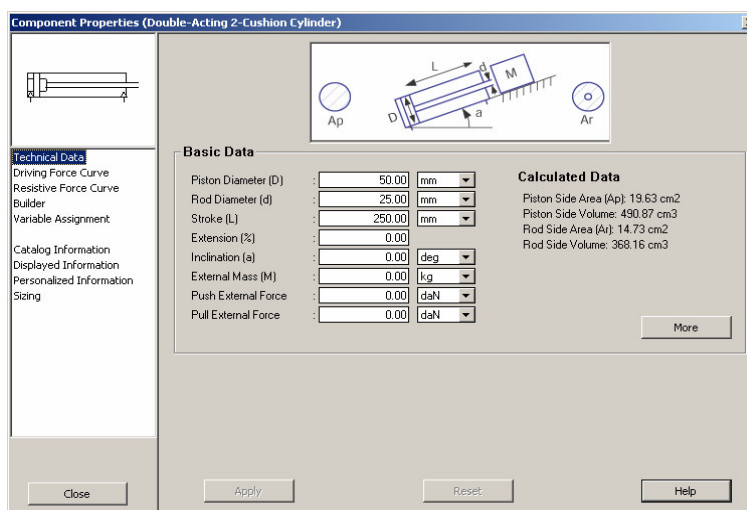 Component Properties (Double-Acting 2-Cushion Cylinder)
L
d
M
D
a
Ap
Ar
Technical Data
Driving Force Curve
Resistive Force Curve
Builder
Variable Assignment
Catalog Information
Displayed Information
Personalized Information
Sizing
Basic Data
Piston Diameter (D) : 50.00 mm
Rod Diameter (d) : 25.00 mm
Stroke (L) : 250.00 mm
Extension (%) : 0.00
Inclination (a) : 0.00 deg
External Mass (M) : 0.00 kg
Push External Force : 0.00 daN
Pull External Force : 0.00 daN
Calculated Data
Piston Side Area (Ap): 19.63 cm2
Piston Side Volume: 490.87 cm3
Rod Side Area (Ar): 14.73 cm2
Rod Side Volume: 368.16 cm3
More
Close
Apply
Reset
Help